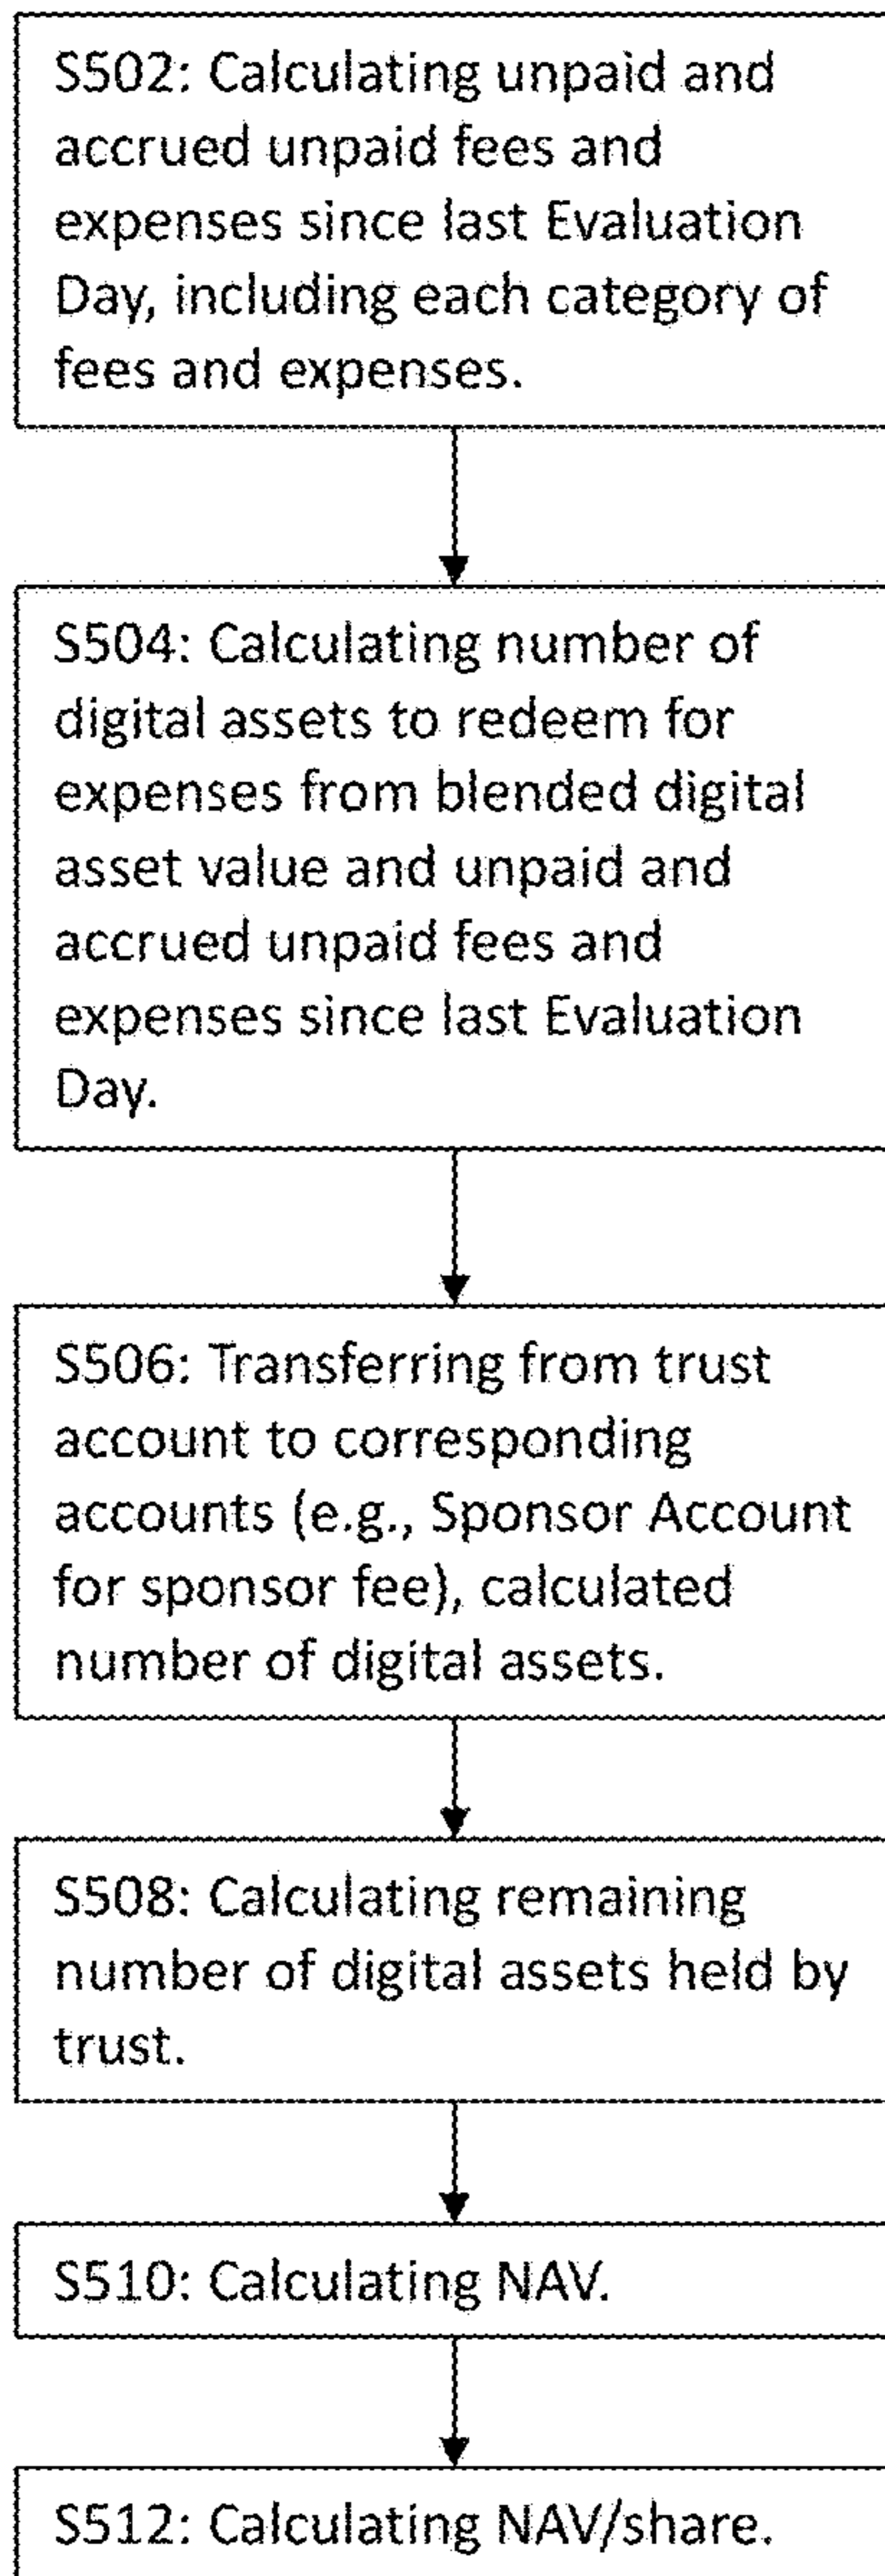 S502: Calculating unpaid and
accrued unpaid fees and
expenses since last Evaluation
Day, including each category of
fees and expenses.
S504: Calculating number of
digital assets to redeem for
expenses from blended digital
asset value and unpaid and
accrued unpaid fees and
expenses since last Evaluation
Day.
S506: Transferring from trust
account to corresponding
accounts (e.g., Sponsor Account
for sponsor fee), calculated
number of digital assets.
S508: Calculating remaining
number of digital assets held by
trust.
S510: Calculating NAV.
S512: Calculating NAV/share.